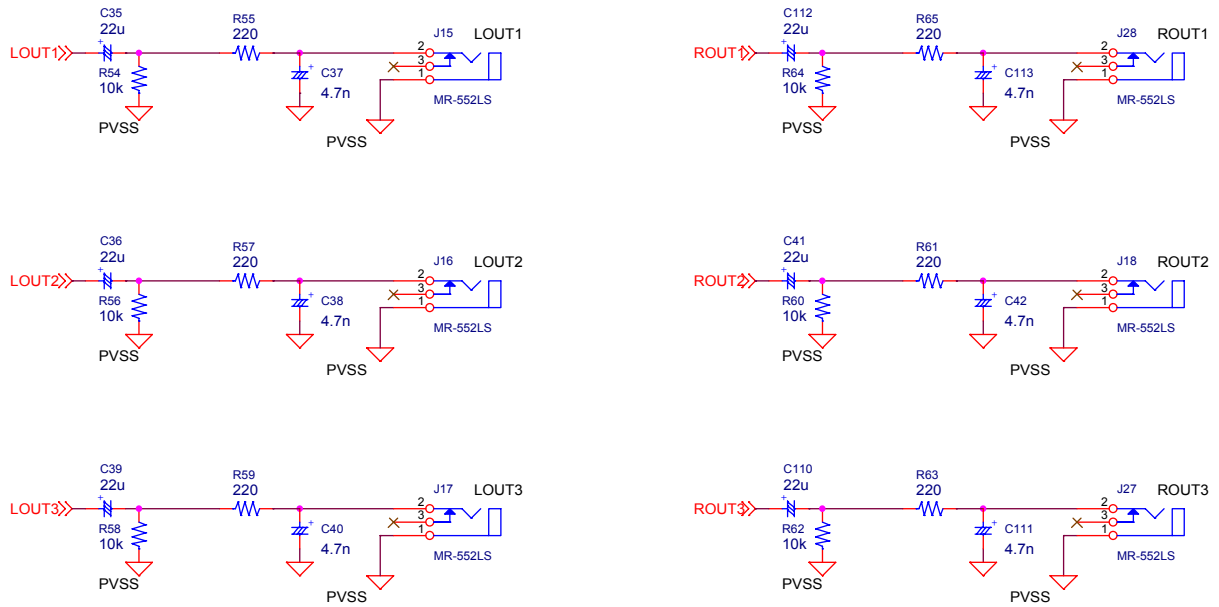 C35
22u
R55
220
J15
LOUT1
LOUT1
R54
10k
C37
4.7n
2
3
1
MR-552LS
PVSS
PVSS
C112
22u
R65
220
J28
ROUT1
ROUT1
R64
10k
C113
4.7n
2
3
1
MR-552LS
PVSS
PVSS
C36
22u
R57
220
J16
LOUT2
LOUT2
R56
10k
C38
4.7n
2
3
1
MR-552LS
PVSS
PVSS
C41
22u
R61
220
J18
ROUT2
ROUT2
R60
10k
C42
4.7n
2
3
1
MR-552LS
PVSS
PVSS
C39
22u
R59
220
J17
LOUT3
LOUT3
R58
10k
C40
4.7n
2
3
1
MR-552LS
PVSS
PVSS
C110
22u
R63
220
J27
ROUT3
ROUT3
R62
10k
C111
4.7n
2
3
1
MR-552LS
PVSS
PVSS